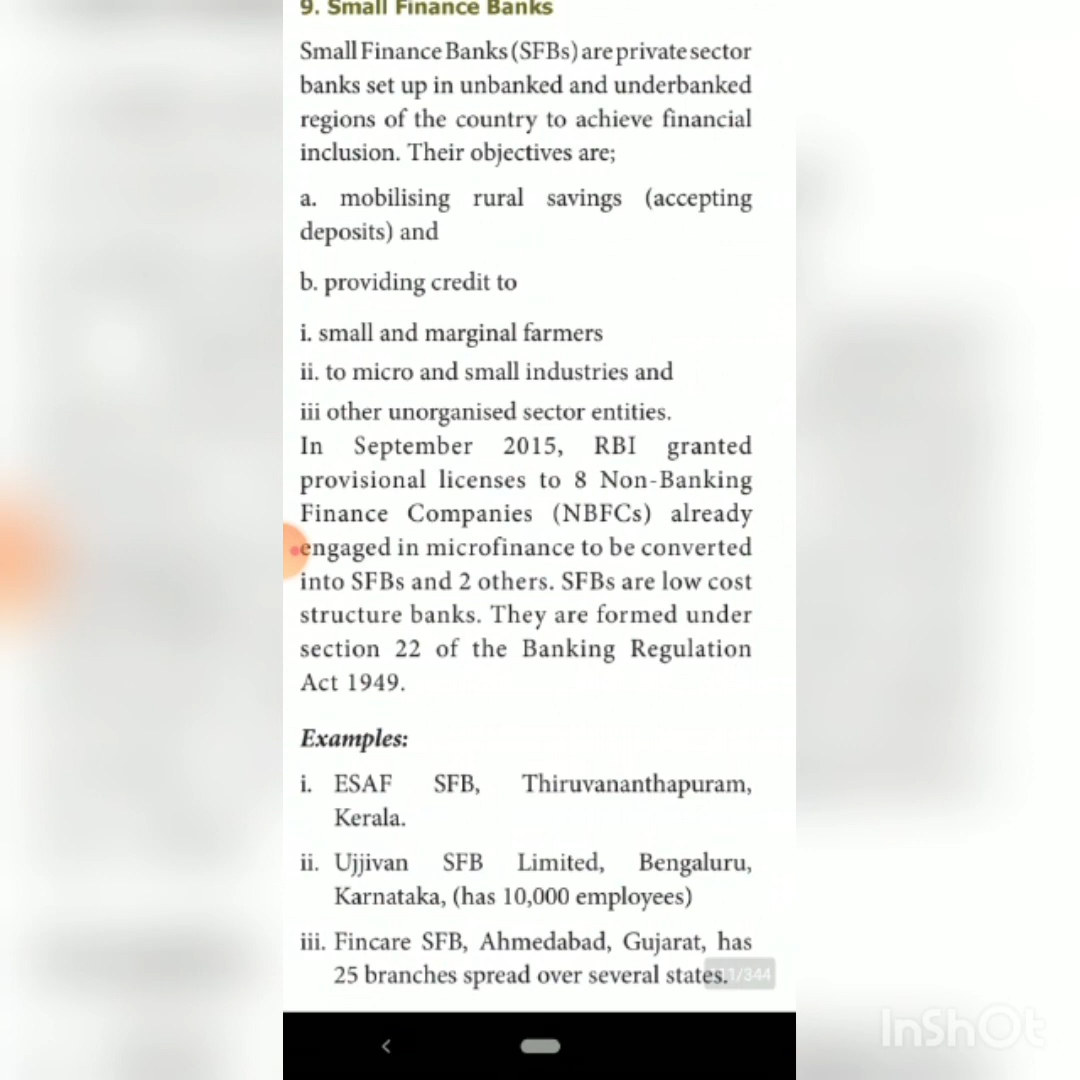 9. Small Finance Banks
Small Finance Banks (SFBs) are private sector
banks set up in unbanked and underbanked
regions of the country to achieve financial
inclusion. Their objectives are;
a. mobilising rural savings (accepting
deposits) and
b. providing credit to
i. small and marginal farmers
ii. to micro and small industries and
iii other unorganised sector entities.
In September 2015, RBI granted
provisional licenses to 8 Non-Banking
Finance Companies (NBFCs) already
engaged in microfinance to be converted
into SFBs and 2 others. SFBs are low cost
structure banks. They are formed under
section 22 of the Banking Regulation
Act 1949.
Examples:
i. ESAF SFB, Thiruvananthapuram,
Kerala.
ii. Ujjivan SFB Limited, Bengaluru,
Karnataka, (has 10,000 employees)
iii. Fincare SFB, Ahmedabad, Gujarat, has
25 branches spread over several states.
InShOt